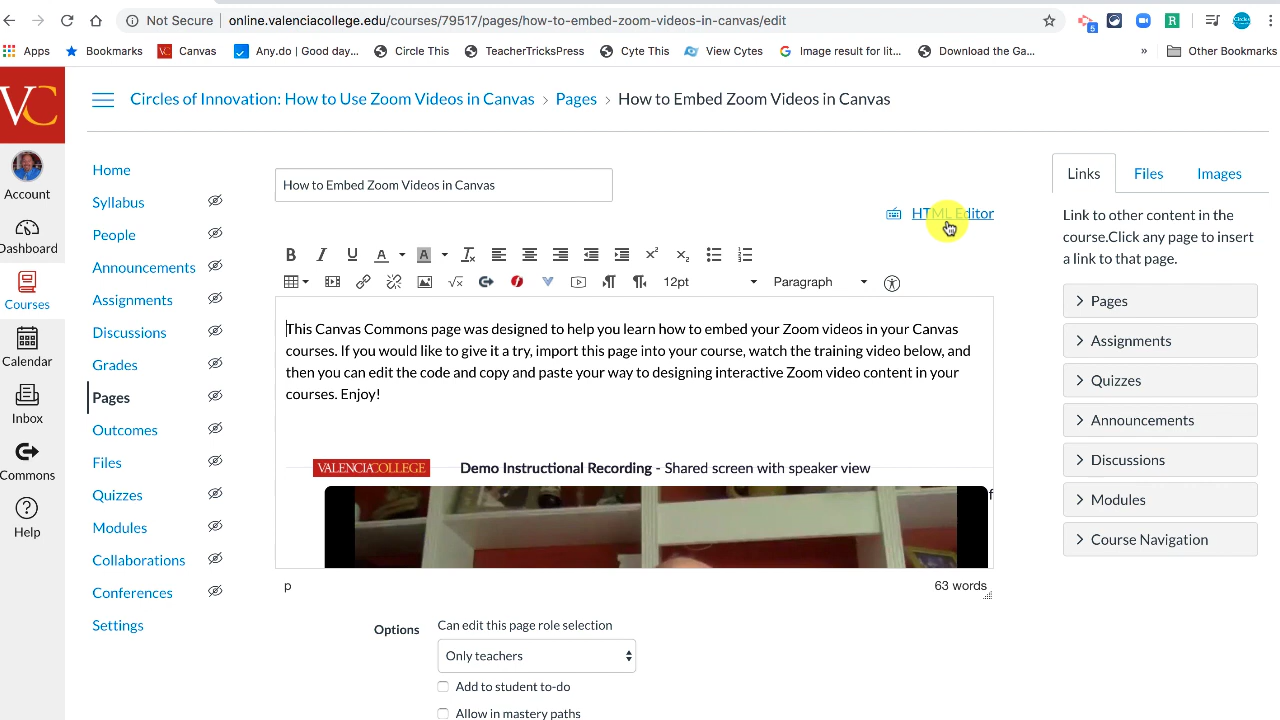 Not Secure | online.valenciacollege.edu/courses/79517/pages/how-to-embed-zoom-videos-in-canvas/edit
5
R
Apps Bookmarks VC Canvas Any.do | Good day... Circle This TeacherTricksPress Cyte This View Cytes G Image result for lit... Download the Ga... » Other Bookmarks
VC
Circles of Innovation: How to Use Zoom Videos in Canvas > Pages > How to Embed Zoom Videos in Canvas
Account
Dashboard
Courses
Calendar
Inbox
Commons
Help
Home
Syllabus
People
Announcements
Assignments
Discussions
Grades
Pages
Outcomes
Files
Quizzes
Modules
Collaborations
Conferences
Settings
How to Embed Zoom Videos in Canvas
HTML Editor
B I U A A Tx x² x₂
√x 12pt Paragraph
This Canvas Commons page was designed to help you learn how to embed your Zoom videos in your Canvas
courses. If you would like to give it a try, import this page into your course, watch the training video below, and
then you can edit the code and copy and paste your way to designing interactive Zoom video content in your
courses. Enjoy!
VALENCIACOLLEGE Demo Instructional Recording - Shared screen with speaker view
f
p 63 words
Options Can edit this page role selection
Only teachers
Add to student to-do
Allow in mastery paths
Links Files Images
Link to other content in the
course.Click any page to insert
a link to that page.
> Pages
> Assignments
> Quizzes
> Announcements
> Discussions
> Modules
> Course Navigation